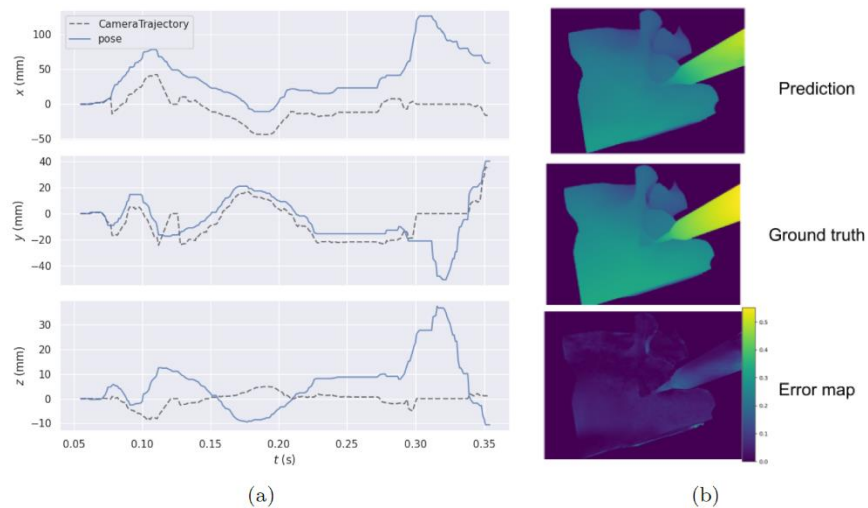 CameraTrajectory
pose
x (mm)
100
50
0
−50
y (mm)
40
20
0
−20
−40
z (mm)
30
20
10
0
−10
0.05 0.10 0.15 0.20 0.25 0.30 0.35
t (s)
(a)
Prediction
Ground truth
Error map
0.5
0.4
0.3
0.2
0.1
0.0
(b)